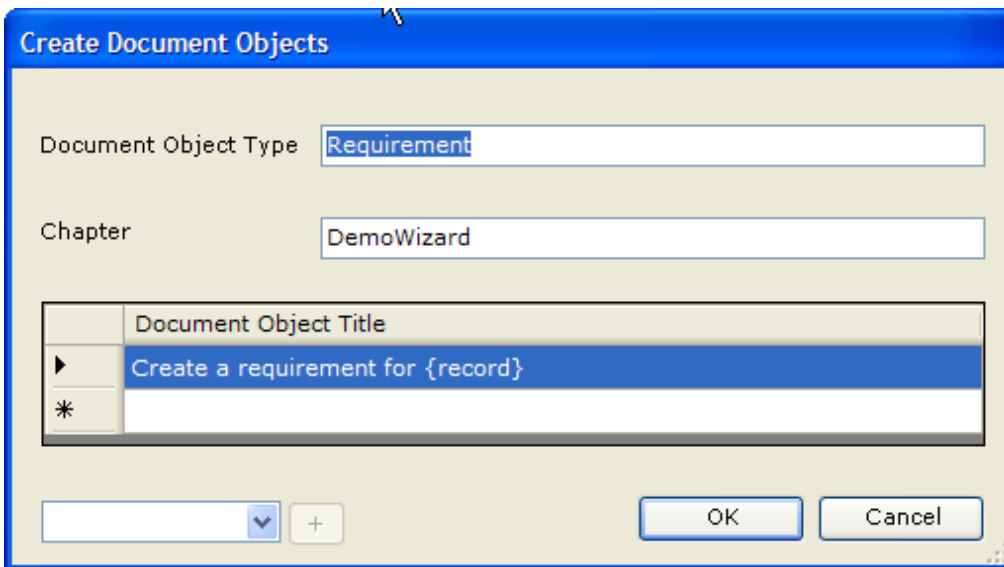 Create Document Objects
Document Object Type Requirement
Chapter DemoWizard
Document Object Title
Create a requirement for {record}
+ OK Cancel